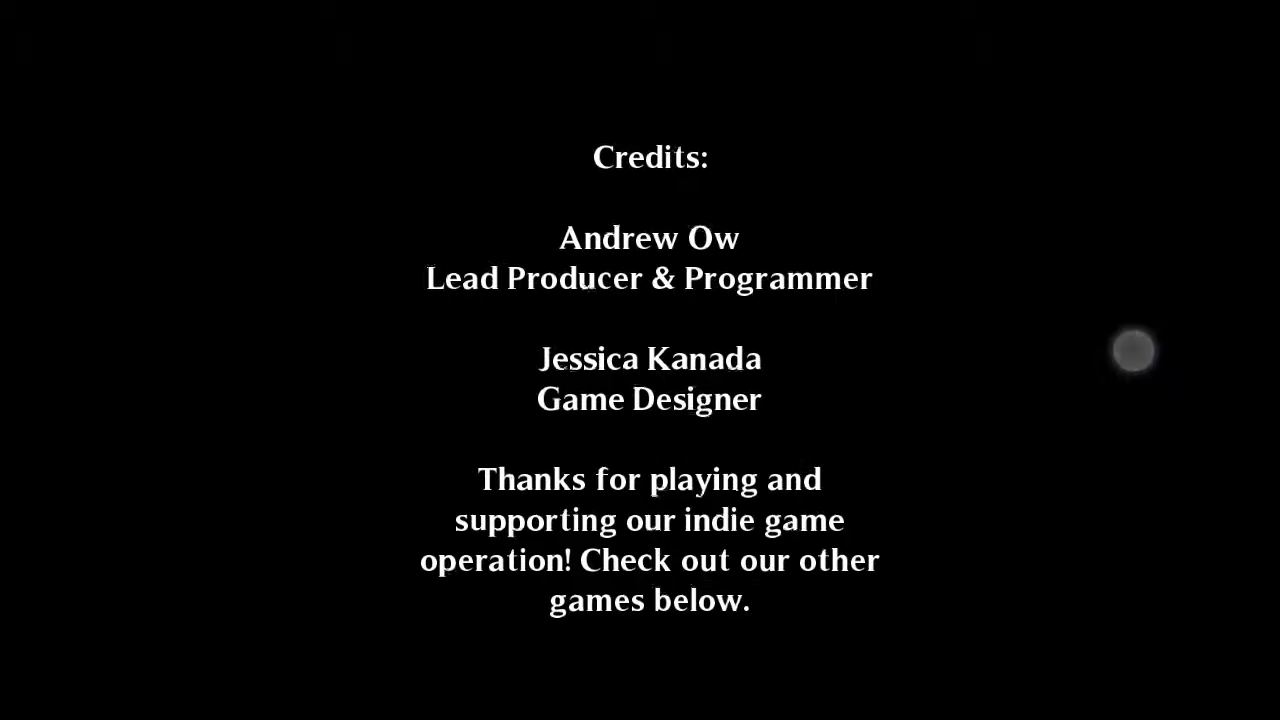 Credits:
Andrew Ow
Lead Producer & Programmer
Jessica Kanada
Game Designer
Thanks for playing and
supporting our indie game
operation! Check out our other
games below.